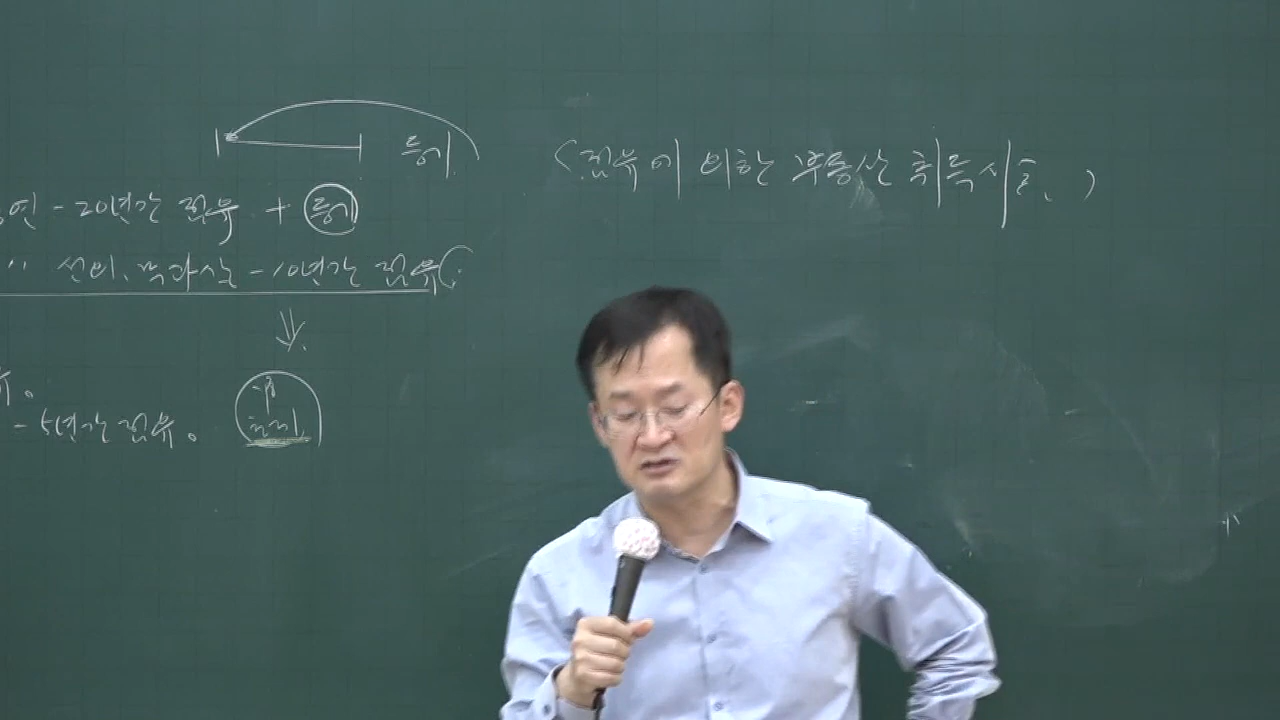 등기
공연 - 20년간 점유 + 등기
〃 선의, 무과실 - 10년간 점유(
- 5년간 점유。
<점유에 의한 부동산 취득시효.>